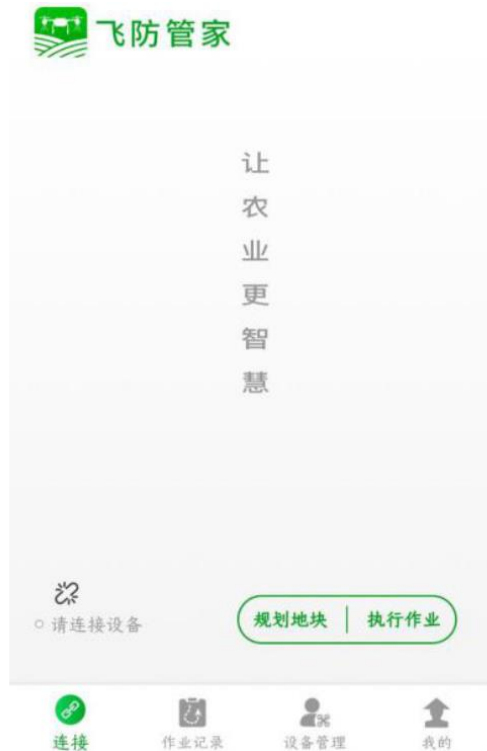 飞防管家
让
农
业
更
智
慧
请连接设备
规划地块 | 执行作业
连接 作业记录 设备管理 我的